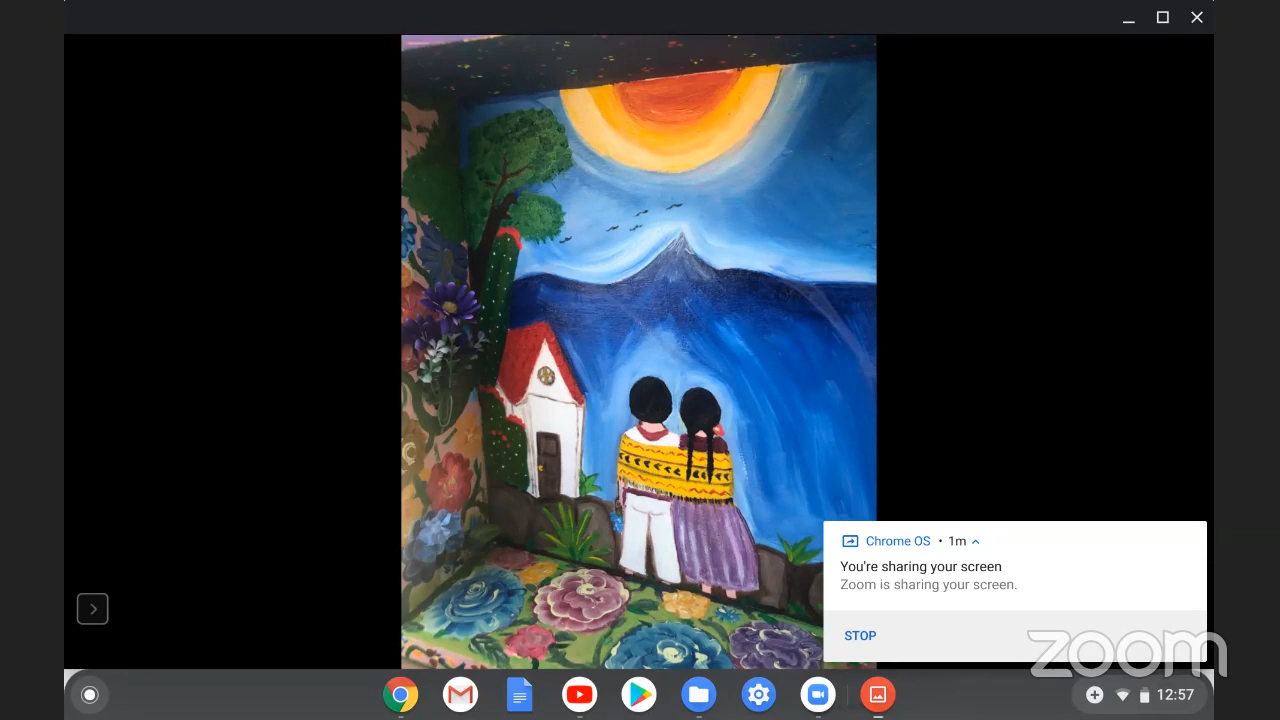 Chrome OS • 1m
You're sharing your screen
Zoom is sharing your screen.
STOP
zoom
12:57